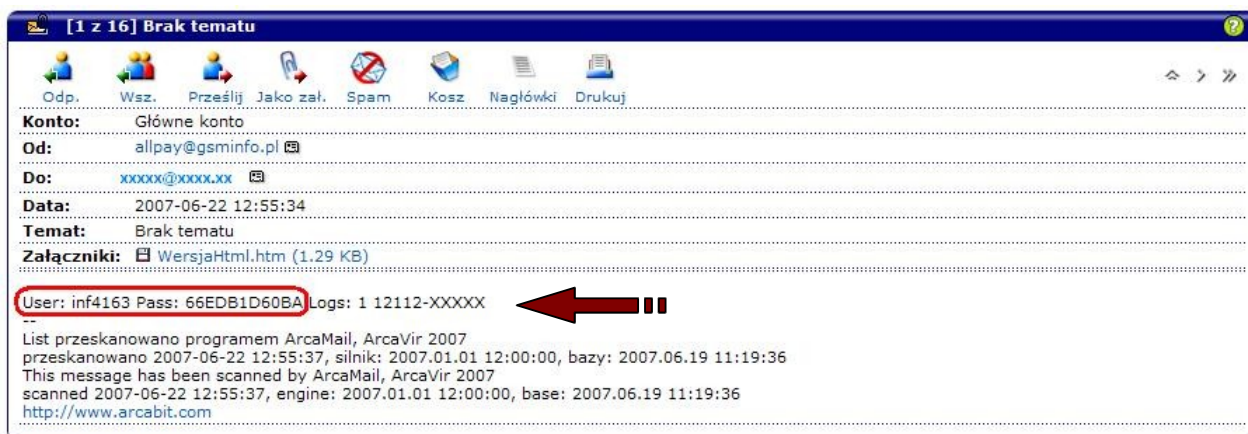 [1 z 16] Brak tematu
Odp. Wsz. Prześlij Jako zał. Spam Kosz Nagłówki Drukuj
Konto: Główne konto
Od: allpay@gsminfo.pl
Do: xxxxx@xxxx.xx
Data: 2007-06-22 12:55:34
Temat: Brak tematu
Załączniki: WersjaHtml.htm (1.29 KB)
User: inf4163 Pass: 66EDB1D60BA Logs: 1 12112-XXXXX
--
List przeskanowano programem ArcaMail, ArcaVir 2007
przeskanowano 2007-06-22 12:55:37, silnik: 2007.01.01 12:00:00, bazy: 2007.06.19 11:19:36
This message has been scanned by ArcaMail, ArcaVir 2007
scanned 2007-06-22 12:55:37, engine: 2007.01.01 12:00:00, base: 2007.06.19 11:19:36
http://www.arcabit.com